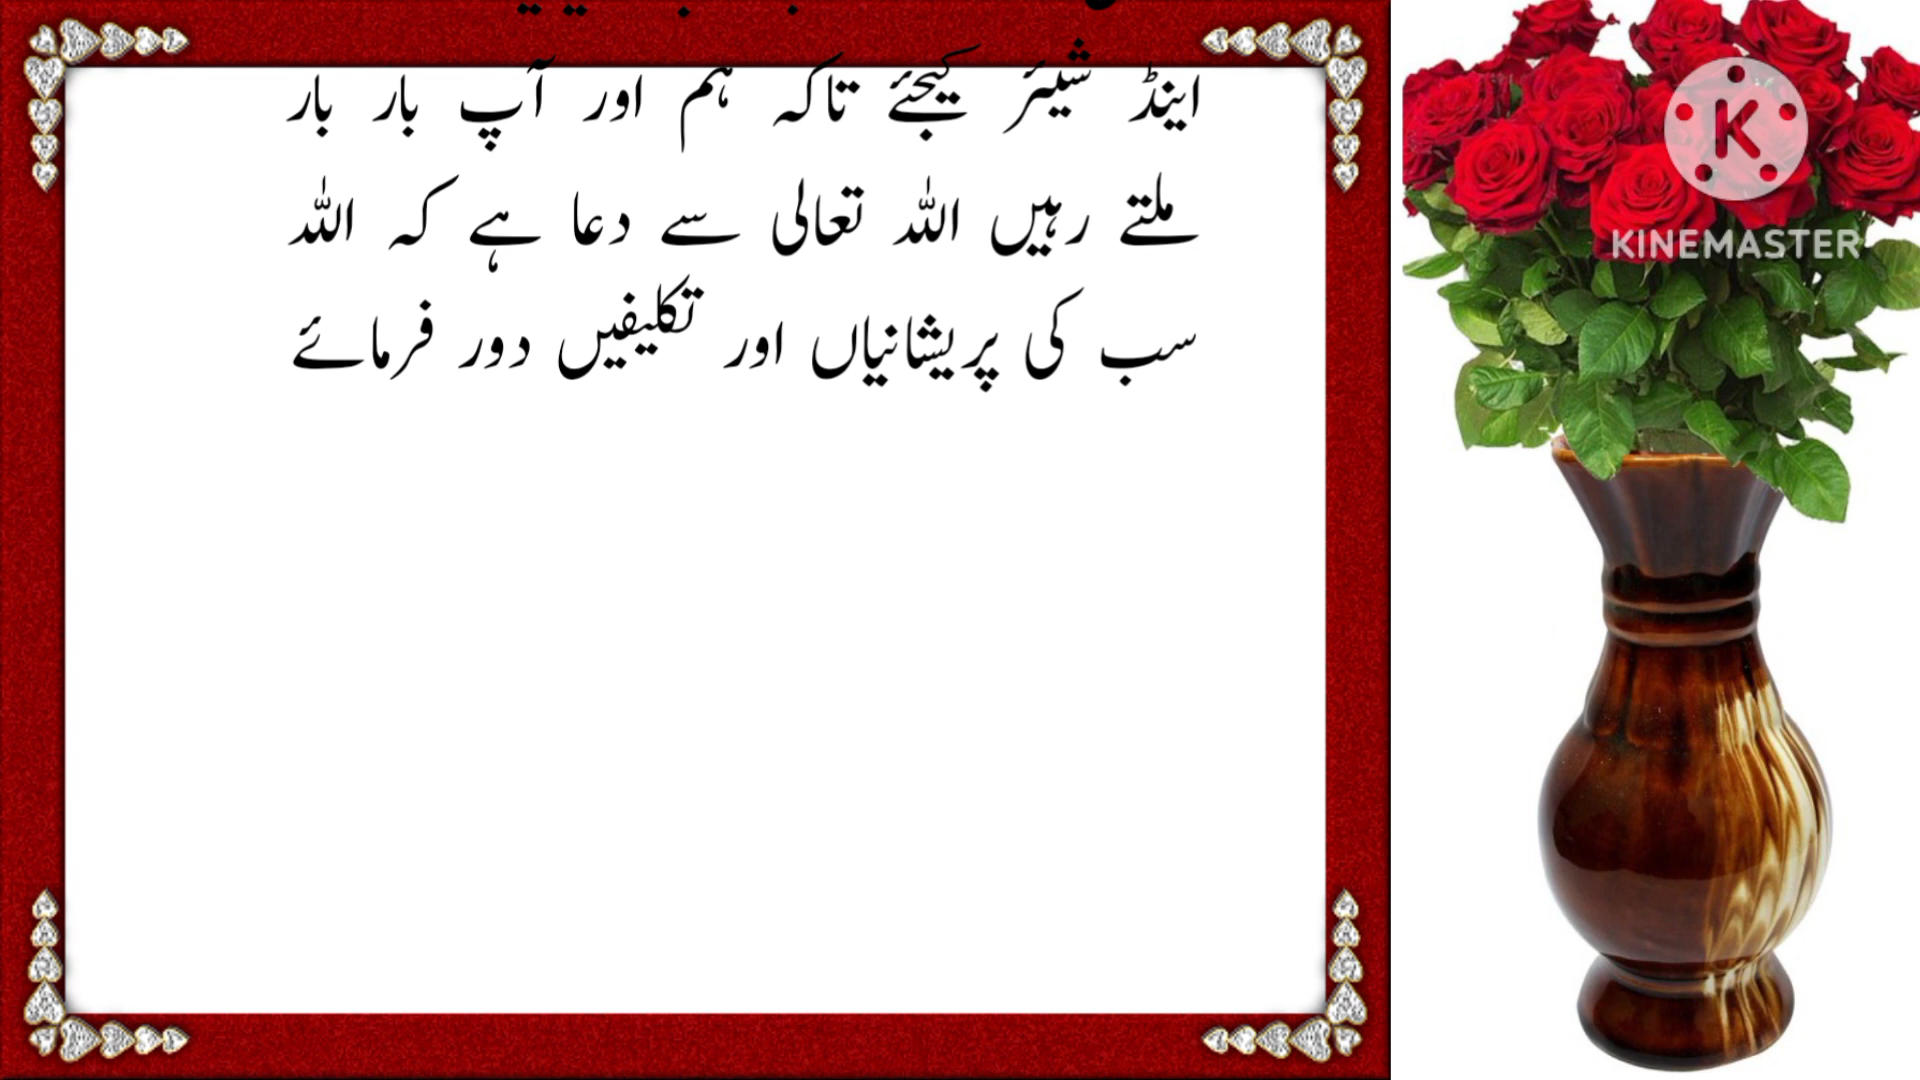 اینڈ شیئر کیجئے تاکہ ہم اور آپ بار بار
ملتے رہیں اللہ تعالی سے دعا ہے کہ اللہ
سب کی پریشانیاں اور تکلیفیں دور فرمائے
K
KINEMASTER